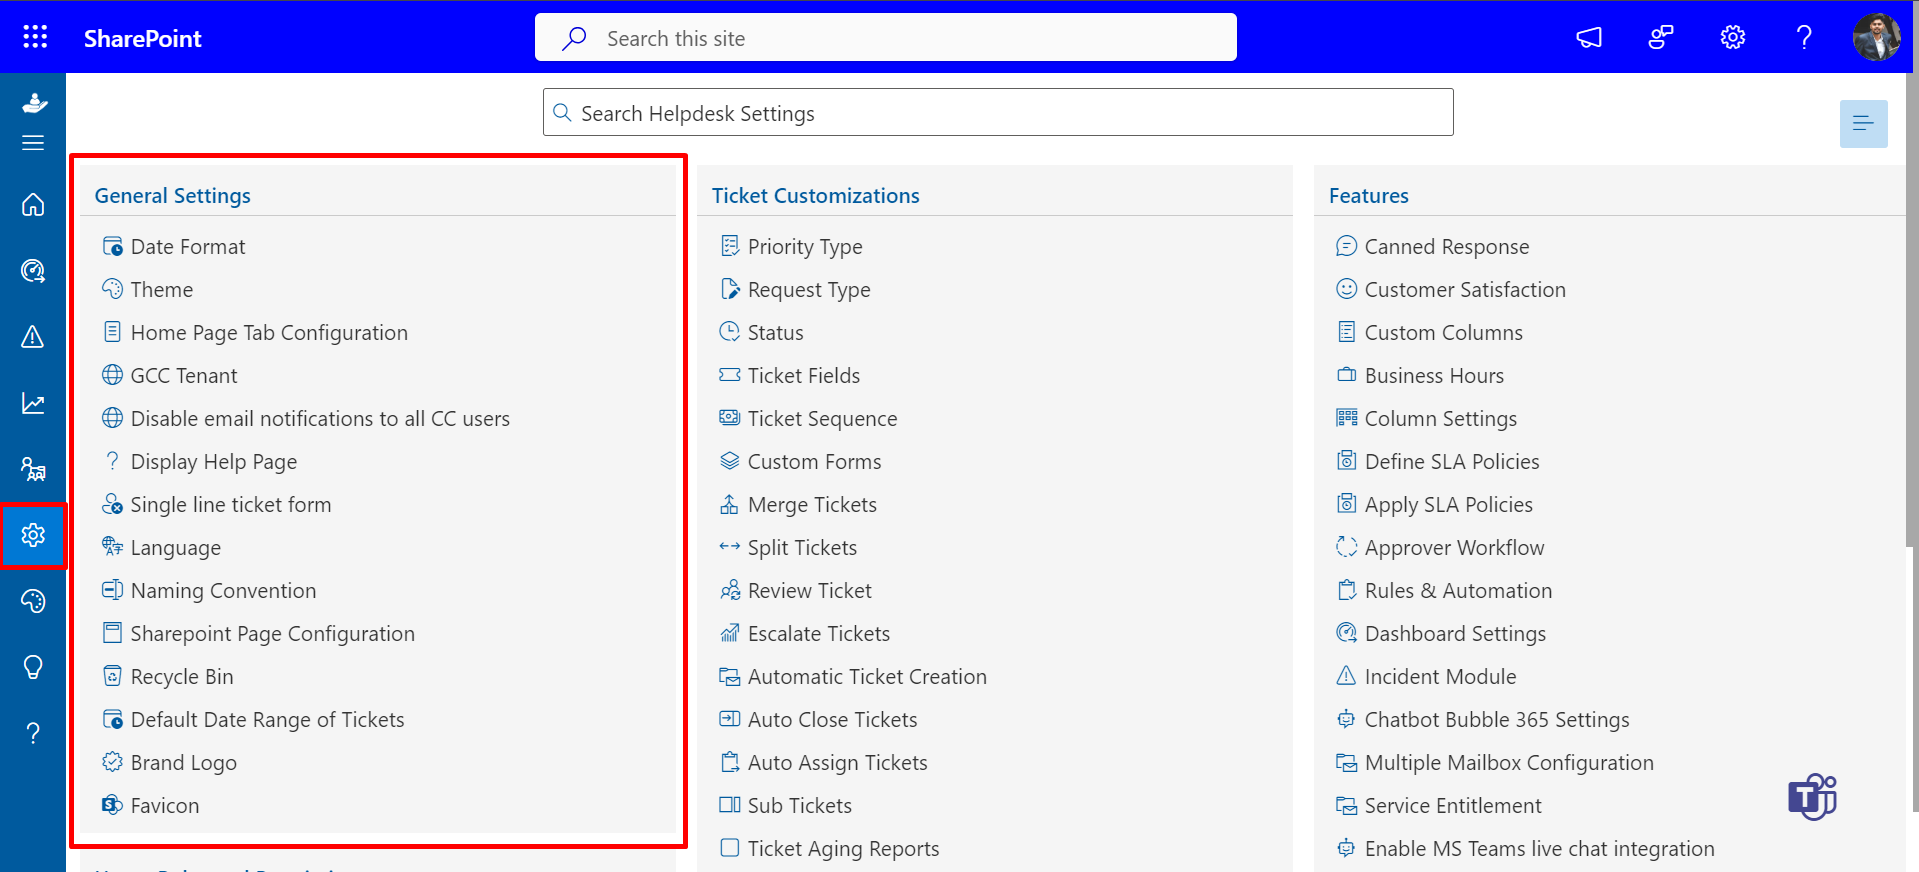 SharePoint
Search this site
Search Helpdesk Settings
General Settings
Date Format
Theme
Home Page Tab Configuration
GCC Tenant
Disable email notifications to all CC users
Display Help Page
Single line ticket form
Language
Naming Convention
Sharepoint Page Configuration
Recycle Bin
Default Date Range of Tickets
Brand Logo
Favicon
Ticket Customizations
Priority Type
Request Type
Status
Ticket Fields
Ticket Sequence
Custom Forms
Merge Tickets
Split Tickets
Review Ticket
Escalate Tickets
Automatic Ticket Creation
Auto Close Tickets
Auto Assign Tickets
Sub Tickets
Ticket Aging Reports
Features
Canned Response
Customer Satisfaction
Custom Columns
Business Hours
Column Settings
Define SLA Policies
Apply SLA Policies
Approver Workflow
Rules & Automation
Dashboard Settings
Incident Module
Chatbot Bubble 365 Settings
Multiple Mailbox Configuration
Service Entitlement
Enable MS Teams live chat integration